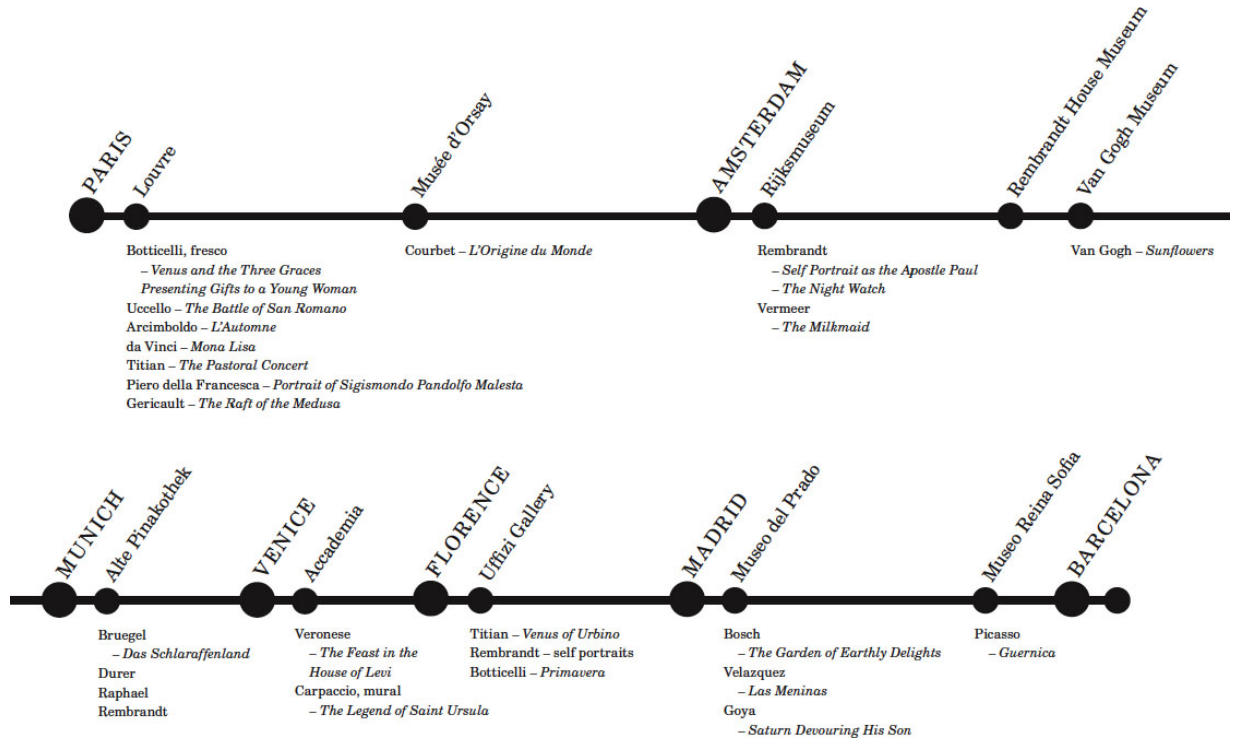 PARIS
Louvre
Musée d'Orsay
AMSTERDAM
Rijksmuseum
Rembrandt House Museum
Van Gogh Museum
Botticelli, fresco
– Venus and the Three Graces
Presenting Gifts to a Young Woman
Uccello – The Battle of San Romano
Arcimboldo – L'Automne
da Vinci – Mona Lisa
Titian – The Pastoral Concert
Piero della Francesca – Portrait of Sigismondo Pandolfo Malesta
Gericault – The Raft of the Medusa
Courbet – L'Origine du Monde
Rembrandt
– Self Portrait as the Apostle Paul
– The Night Watch
Vermeer
– The Milkmaid
Van Gogh – Sunflowers
MUNICH
Alte Pinakothek
VENICE
Accademia
FLORENCE
Uffizi Gallery
MADRID
Museo del Prado
Museo Reina Sofia
BARCELONA
Bruegel
– Das Schlaraffenland
Durer
Raphael
Rembrandt
Veronese
– The Feast in the
House of Levi
Carpaccio, mural
– The Legend of Saint Ursula
Titian – Venus of Urbino
Rembrandt – self portraits
Botticelli – Primavera
Bosch
– The Garden of Earthly Delights
Velazquez
– Las Meninas
Goya
– Saturn Devouring His Son
Picasso
– Guernica